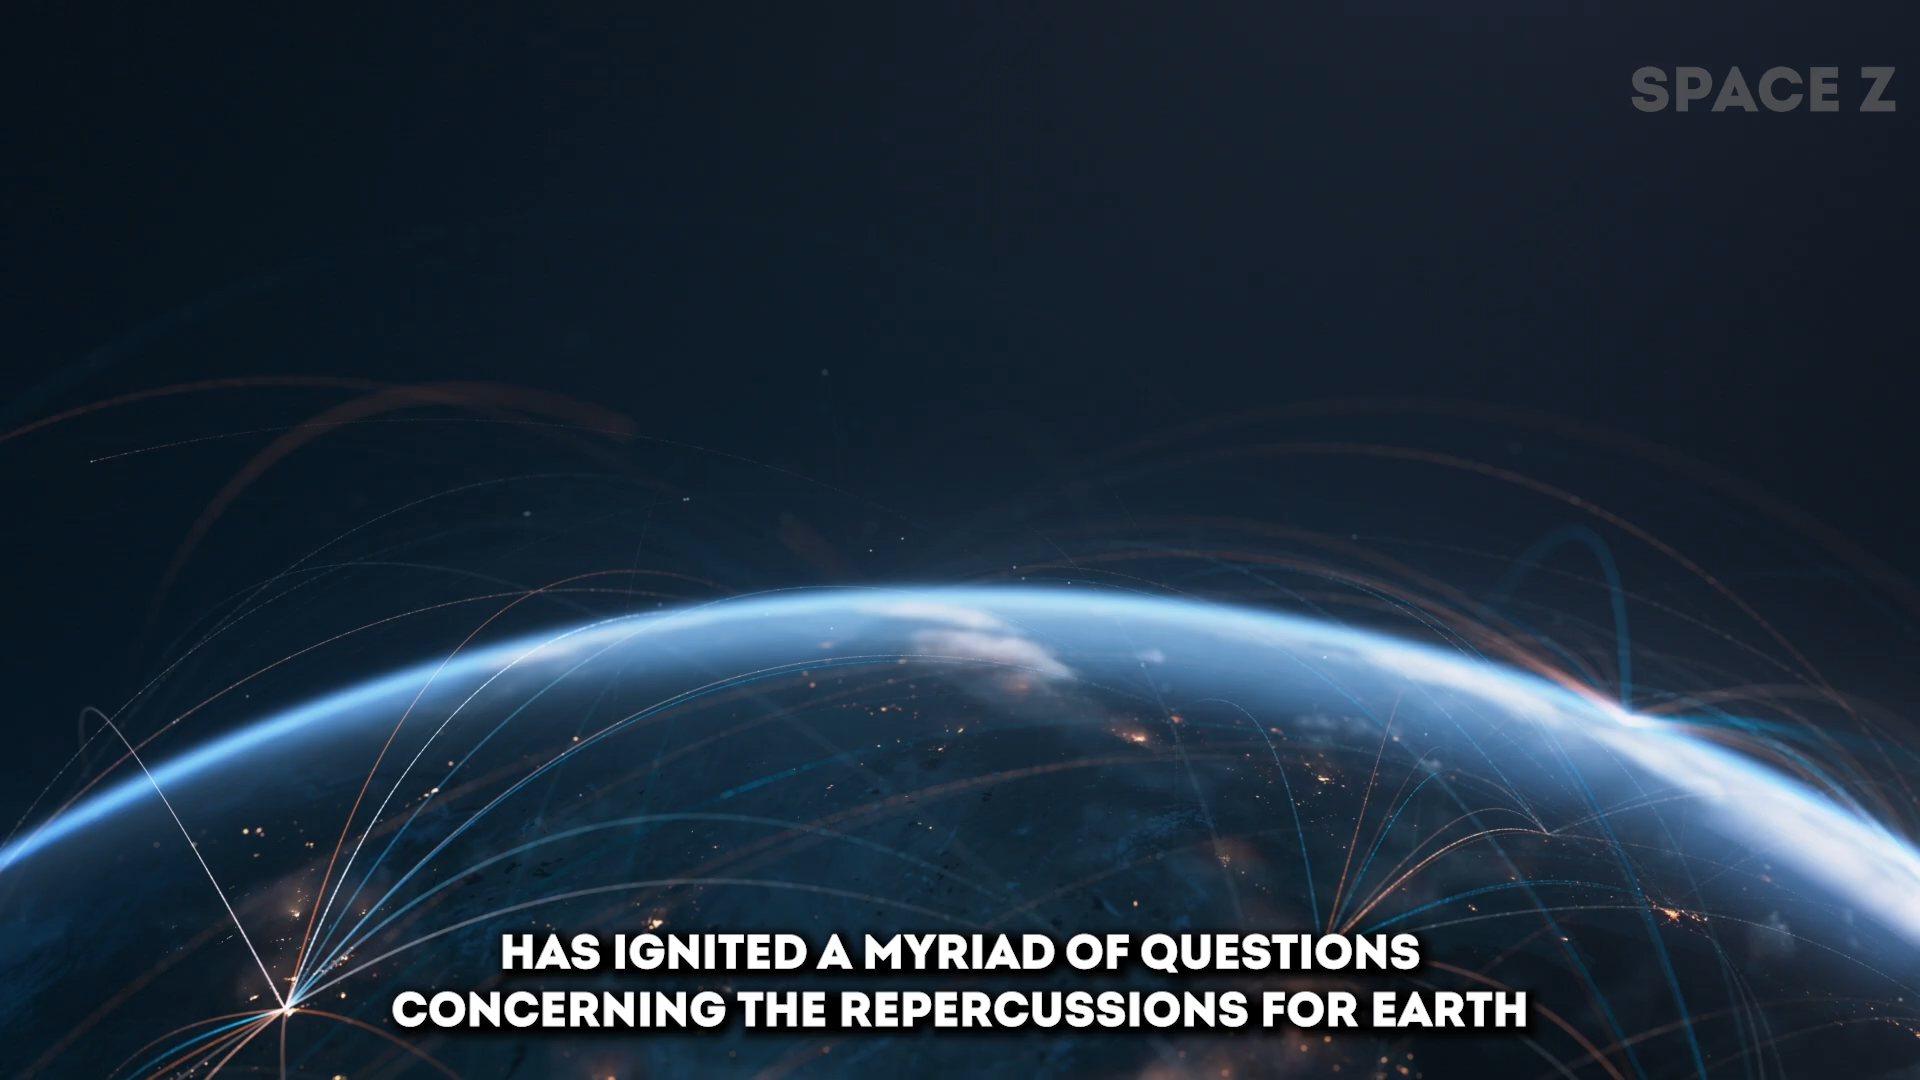 SPACE Z
HAS IGNITED A MYRIAD OF QUESTIONS
CONCERNING THE REPERCUSSIONS FOR EARTH